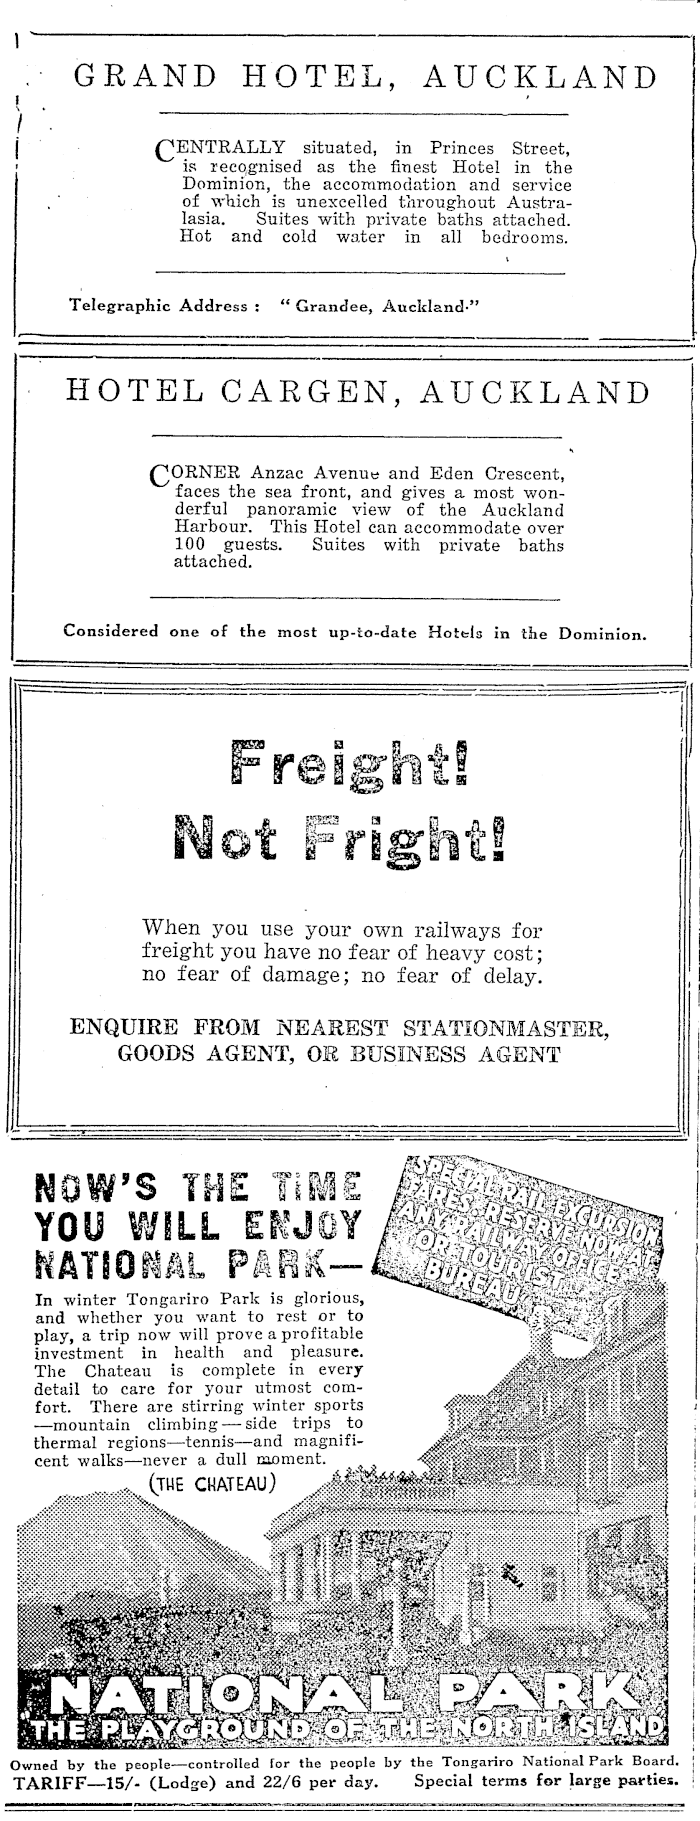 GRAND HOTEL, AUCKLAND
CENTRALLY situated, in Princes Street,
is recognised as the finest Hotel in the
Dominion, the accommodation and service
of which is unexcelled throughout Austra-
lasia. Suites with private baths attached.
Hot and cold water in all bedrooms.
Telegraphic Address : "Grandee, Auckland."
HOTEL CARGEN, AUCKLAND
CORNER Anzac Avenue and Eden Crescent,
faces the sea front, and gives a most won-
derful panoramic view of the Auckland
Harbour. This Hotel can accommodate over
100 guests. Suites with private baths
attached.
Considered one of the most up-to-date Hotels in the Dominion.
Freight!
Not Fright!
When you use your own railways for
freight you have no fear of heavy cost;
no fear of damage; no fear of delay.
ENQUIRE FROM NEAREST STATIONMASTER,
GOODS AGENT, OR BUSINESS AGENT
NOW'S THE TIME
YOU WILL ENJOY
NATIONAL PARK—
SPECIAL RAIL EXCURSION
FARES. RESERVE NOW AT
ANY RAILWAY OFFICE
OR TOURIST
BUREAU
In winter Tongariro Park is glorious,
and whether you want to rest or to
play, a trip now will prove a profitable
investment in health and pleasure.
The Chateau is complete in every
detail to care for your utmost com-
fort. There are stirring winter sports
—mountain climbing—side trips to
thermal regions—tennis—and magnifi-
cent walks—never a dull moment.
(THE CHATEAU)
NATIONAL PARK
THE PLAYGROUND OF THE NORTH ISLAND
Owned by the people—controlled for the people by the Tongariro National Park Board.
TARIFF—15/- (Lodge) and 22/6 per day. Special terms for large parties.